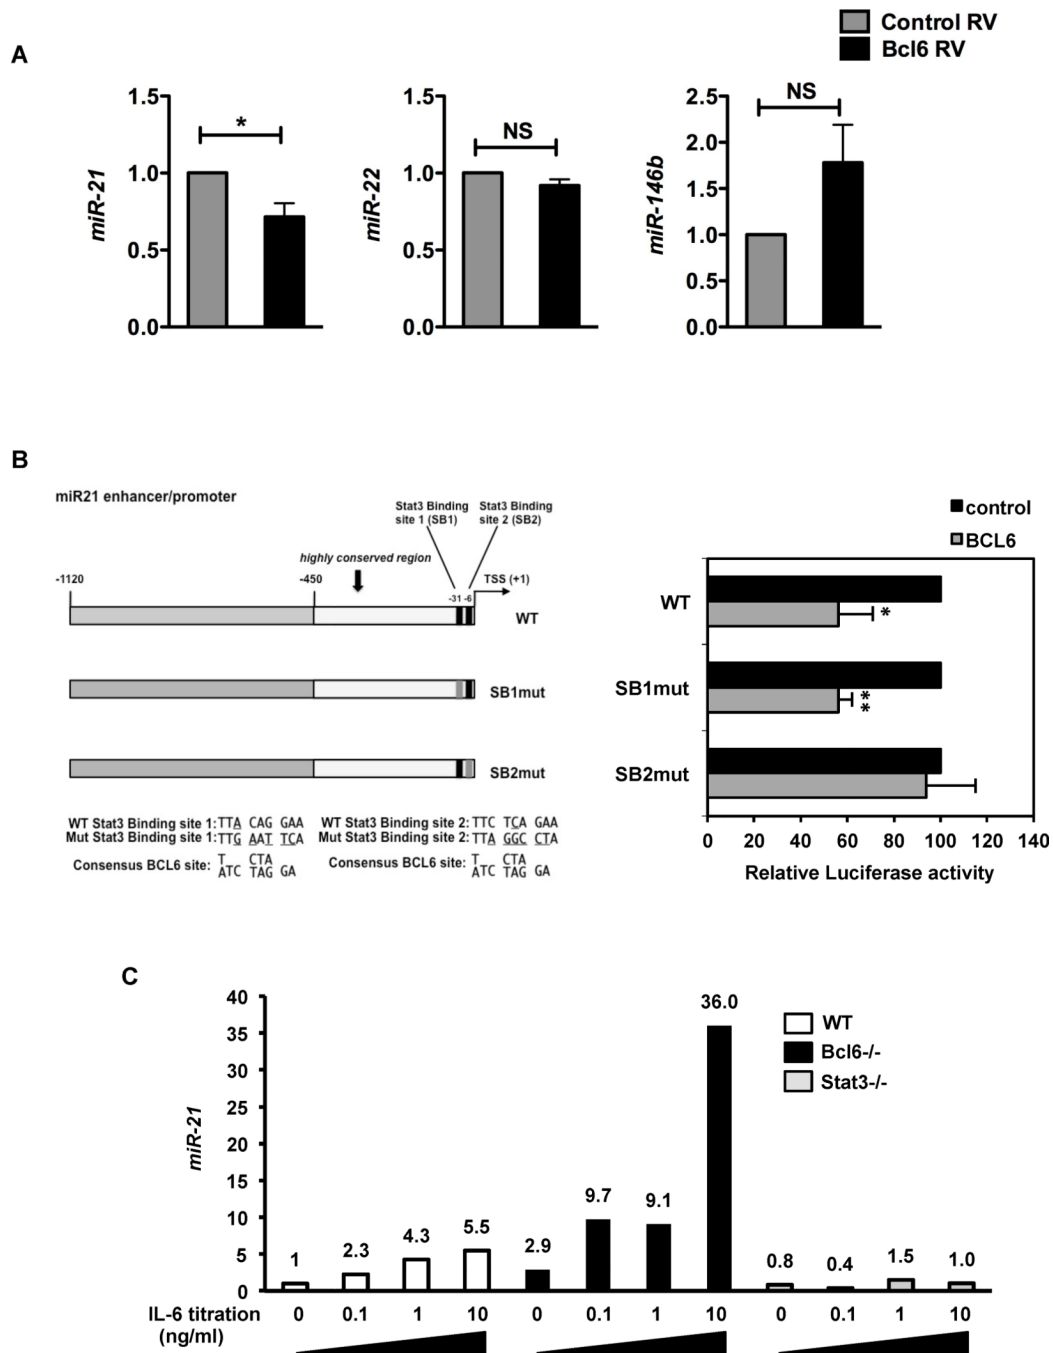 Control RV
Bcl6 RV
A
miR-21
1.5
1.0
0.5
0.0
*
miR-22
1.5
1.0
0.5
0.0
NS
miR-146b
2.5
2.0
1.5
1.0
0.5
0.0
NS
B
miR21 enhancer/promoter
Stat3 Binding site 1 (SB1)
Stat3 Binding site 2 (SB2)
highly conserved region
-1120
-450
-31 -6
TSS (+1)
WT
SB1mut
SB2mut
WT Stat3 Binding site 1:TTA CAG GAA
Mut Stat3 Binding site 1:TTG AAT TCA
Consensus BCL6 site:
T CTA
ATC TAG GA
WT Stat3 Binding site 2:TTC TCA GAA
Mut Stat3 Binding site 2:TTA GGC CTA
Consensus BCL6 site:
T CTA
ATC TAG GA
control
BCL6
WT
*
SB1mut
**
SB2mut
0 20 40 60 80 100 120 140
Relative Luciferase activity
C
miR-21
40
35
30
25
20
15
10
5
0
WT
Bcl6-/-
Stat3-/-
1 2.3 4.3 5.5 2.9 9.7 9.1 36.0 0.8 0.4 1.5 1.0
IL-6 titration 0 0.1 1 10 0 0.1 1 10 0 0.1 1 10
(ng/ml)